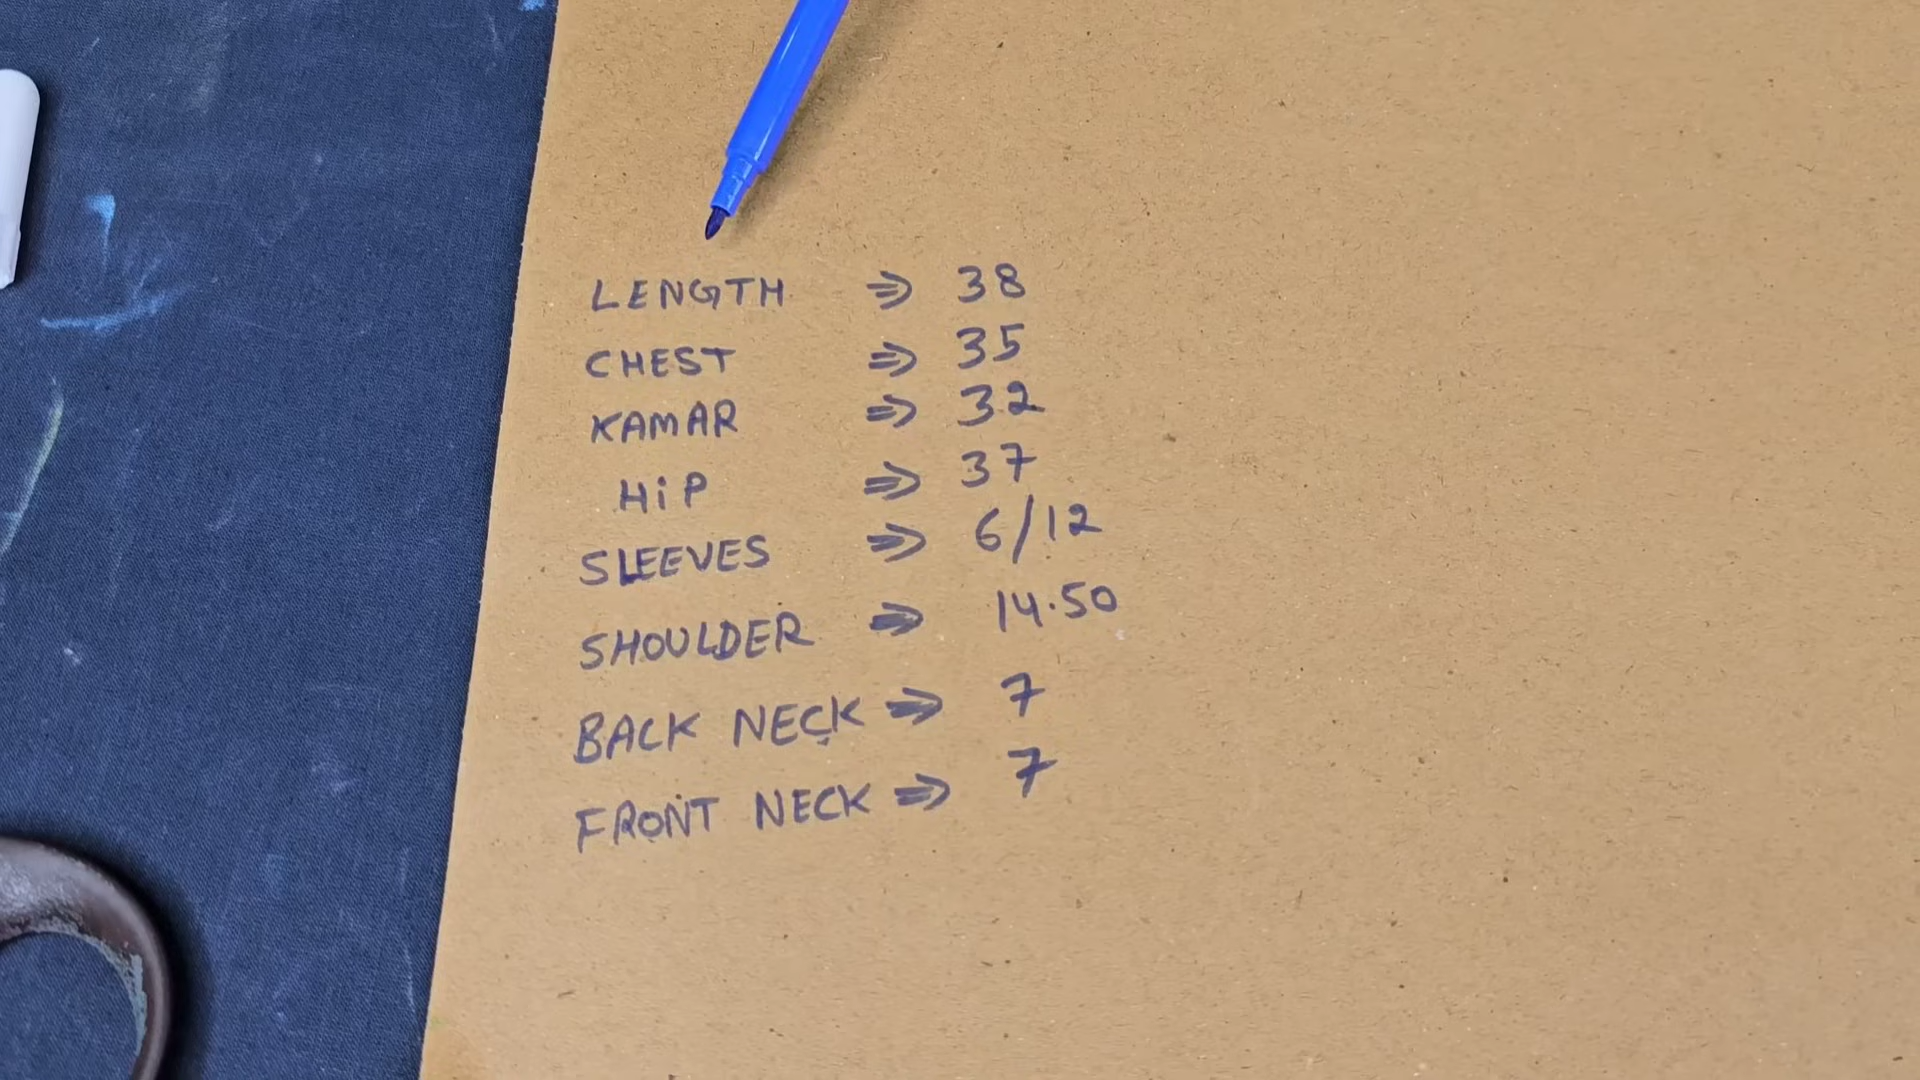 LENGTH ⇒ 38
CHEST ⇒ 35
KAMAR ⇒ 32
HiP ⇒ 37
SLEEVES ⇒ 6/12
SHOULDER ⇒ 14.50
BACK NECK ⇒ 7
FRONT NECK ⇒ 7